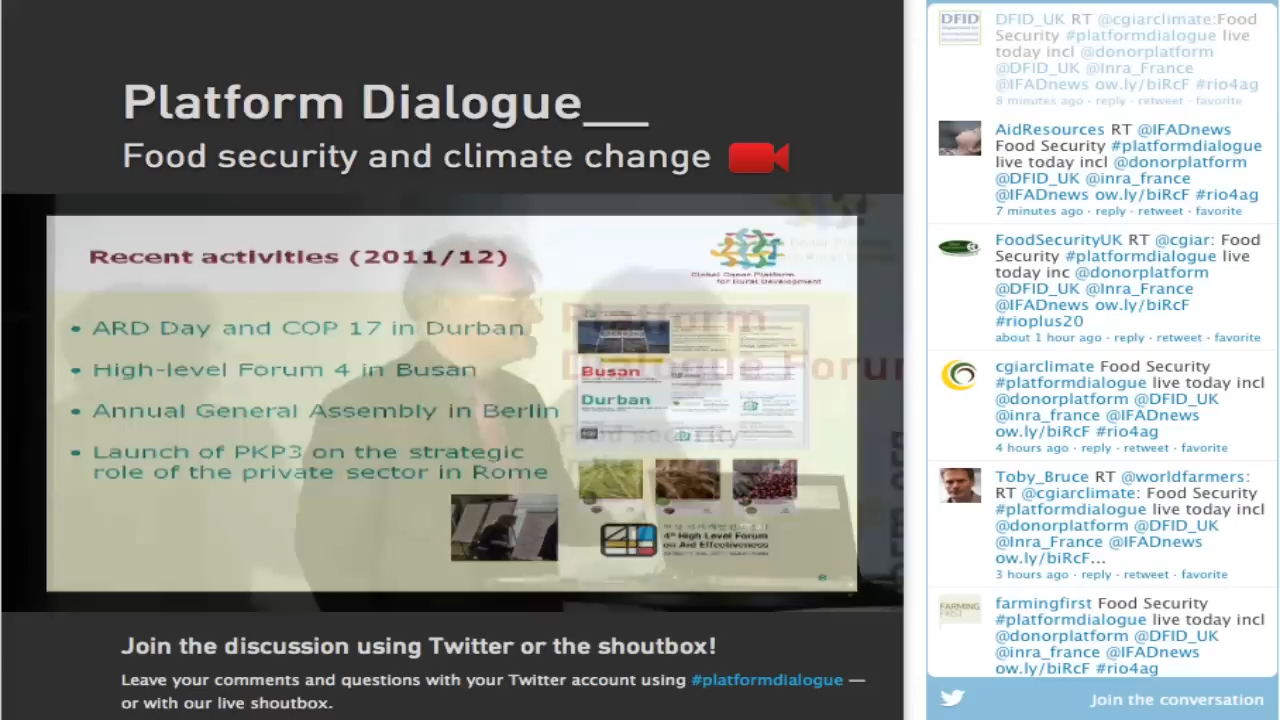 Platform Dialogue__
Food security and climate change
Recent activities (2011/12)
Global Donor Platform
for Rural Development
• ARD Day and COP 17 in Durban
• High-level Forum 4 in Busan
• Annual General Assembly in Berlin
• Launch of PKP3 on the strategic
role of the private sector in Rome
Platform
Dialogue Forum
Food security
Busan
Durban
4th High Level Forum
on Aid Effectiveness
8
Join the discussion using Twitter or the shoutbox!
Leave your comments and questions with your Twitter account using #platformdialogue —
or with our live shoutbox.
DFID
DFID_UK RT @cgiarclimate:Food
Security #platformdialogue live
today incl @donorplatform
@DFID_UK @Inra_France
@IFADnews ow.ly/biRcF #rio4ag
8 minutes ago · reply · retweet · favorite
AidResources RT @IFADnews
Food Security #platformdialogue
live today incl @donorplatform
@DFID_UK @inra_france
@IFADnews ow.ly/biRcF #rio4ag
7 minutes ago · reply · retweet · favorite
FoodSecurityUK RT @cgiar: Food
Security #platformdialogue live
today inc @donorplatform
@DFID_UK @Inra_France
@IFADnews ow.ly/biRcF
#rioplus20
about 1 hour ago · reply · retweet · favorite
cgiarclimate Food Security
#platformdialogue live today incl
@donorplatform @DFID_UK
@inra_france @IFADnews
ow.ly/biRcF #rio4ag
4 hours ago · reply · retweet · favorite
Toby_Bruce RT @worldfarmers:
RT @cgiarclimate: Food Security
#platformdialogue live today incl
@donorplatform @DFID_UK
@Inra_France @IFADnews
ow.ly/biRcF...
3 hours ago · reply · retweet · favorite
FARMING
FIRST
farmingfirst Food Security
#platformdialogue live today incl
@donorplatform @DFID_UK
@inra_france @IFADnews
ow.ly/biRcF #rio4ag
Join the conversation